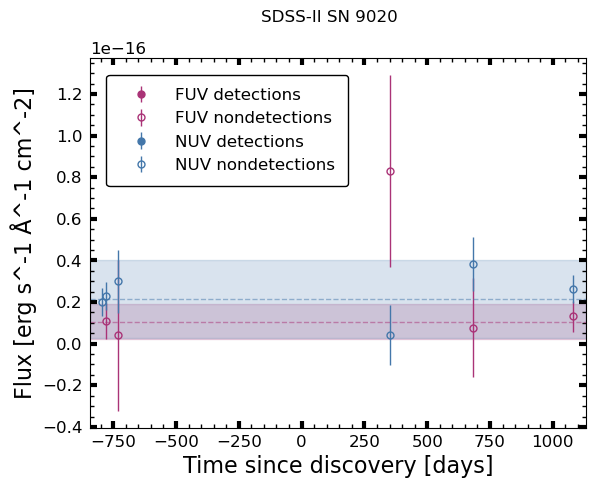 SDSS-II SN 9020
1e−16
FUV detections
FUV nondetections
NUV detections
NUV nondetections
1.2
1.0
0.8
0.6
0.4
0.2
0.0
−0.2
−0.4
Flux [erg s^-1 Å^-1 cm^-2]
−750 −500 −250 0 250 500 750 1000
Time since discovery [days]